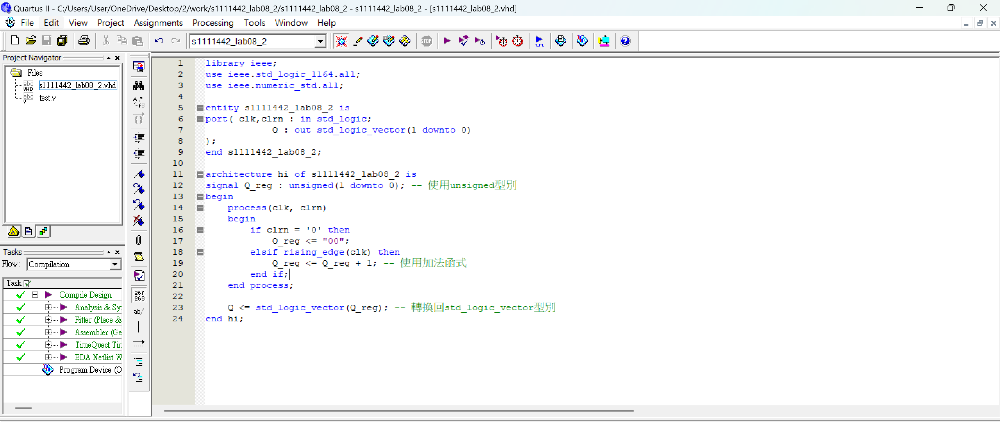 Quartus II - C:/Users/User/OneDrive/Desktop/2/work/s1111442_lab08_2/s1111442_lab08_2 - s1111442_lab08_2 - [s1111442_lab08_2.vhd]
File Edit View Project Assignments Processing Tools Window Help
s1111442_lab08_2
STOP
Project Navigator
Files
s1111442_lab08_2.vhd
test.v
Tasks
Flow: Compilation
Task
Compile Design
Analysis & Sy
Fitter (Place &
Assembler (Ge
TimeQuest Tir
EDA Netlist W
Program Device (O
267
268
ab/
1 library ieee;
2 use ieee.std_logic_1164.all;
3 use ieee.numeric_std.all;
4
5 entity s1111442_lab08_2 is
6 port( clk,clrn : in std_logic;
7 Q : out std_logic_vector(1 downto 0)
8 );
9 end s1111442_lab08_2;
10
11 architecture hi of s1111442_lab08_2 is
12 signal Q_reg : unsigned(1 downto 0); -- 使用unsigned型別
13 begin
14 process(clk, clrn)
15 begin
16 if clrn = '0' then
17 Q_reg <= "00";
18 elsif rising_edge(clk) then
19 Q_reg <= Q_reg + 1; -- 使用加法函式
20 end if;
21 end process;
22
23 Q <= std_logic_vector(Q_reg); -- 轉換回std_logic_vector型別
24 end hi;